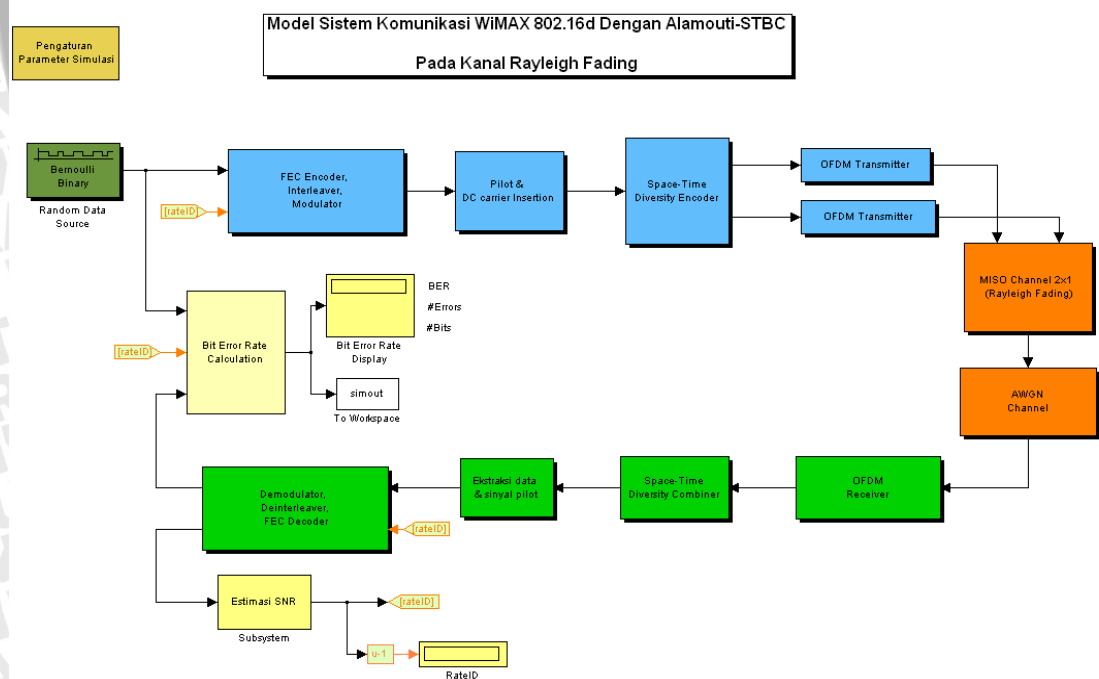 Model Sistem Komunikasi WiMAX 802.16d Dengan Alamouti-STBC
Pada Kanal Rayleigh Fading
Pengaturan
Parameter Simulasi
Bernoulli
Binary
Random Data
Source
[rateID]
FEC Encoder,
Interleaver,
Modulator
Pilot &
DC carrier Insertion
Space-Time
Diversity Encoder
OFDM Transmitter
OFDM Transmitter
MISO Channel 2x1
(Rayleigh Fading)
AWGN
Channel
[rateID]
Bit Error Rate
Calculation
BER
#Errors
#Bits
Bit Error Rate
Display
simout
To Workspace
OFDM
Receiver
Space-Time
Diversity Combiner
Ekstraksi data
& sinyal pilot
Demodulator,
Deinterleaver,
FEC Decoder
[rateID]
Estimasi SNR
Subsystem
[rateID]
u-1
RateID